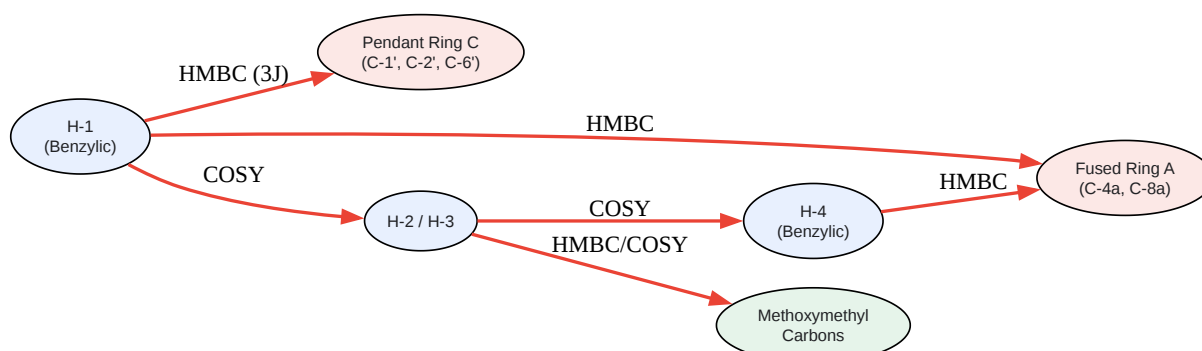 Pendant Ring C
(C-1', C-2', C-6')
HMBC (3J)
H-1
(Benzylic)
HMBC
Fused Ring A
(C-4a, C-8a)
COSY
HMBC
H-2 / H-3
COSY
H-4
(Benzylic)
HMBC/COSY
Methoxymethyl
Carbons